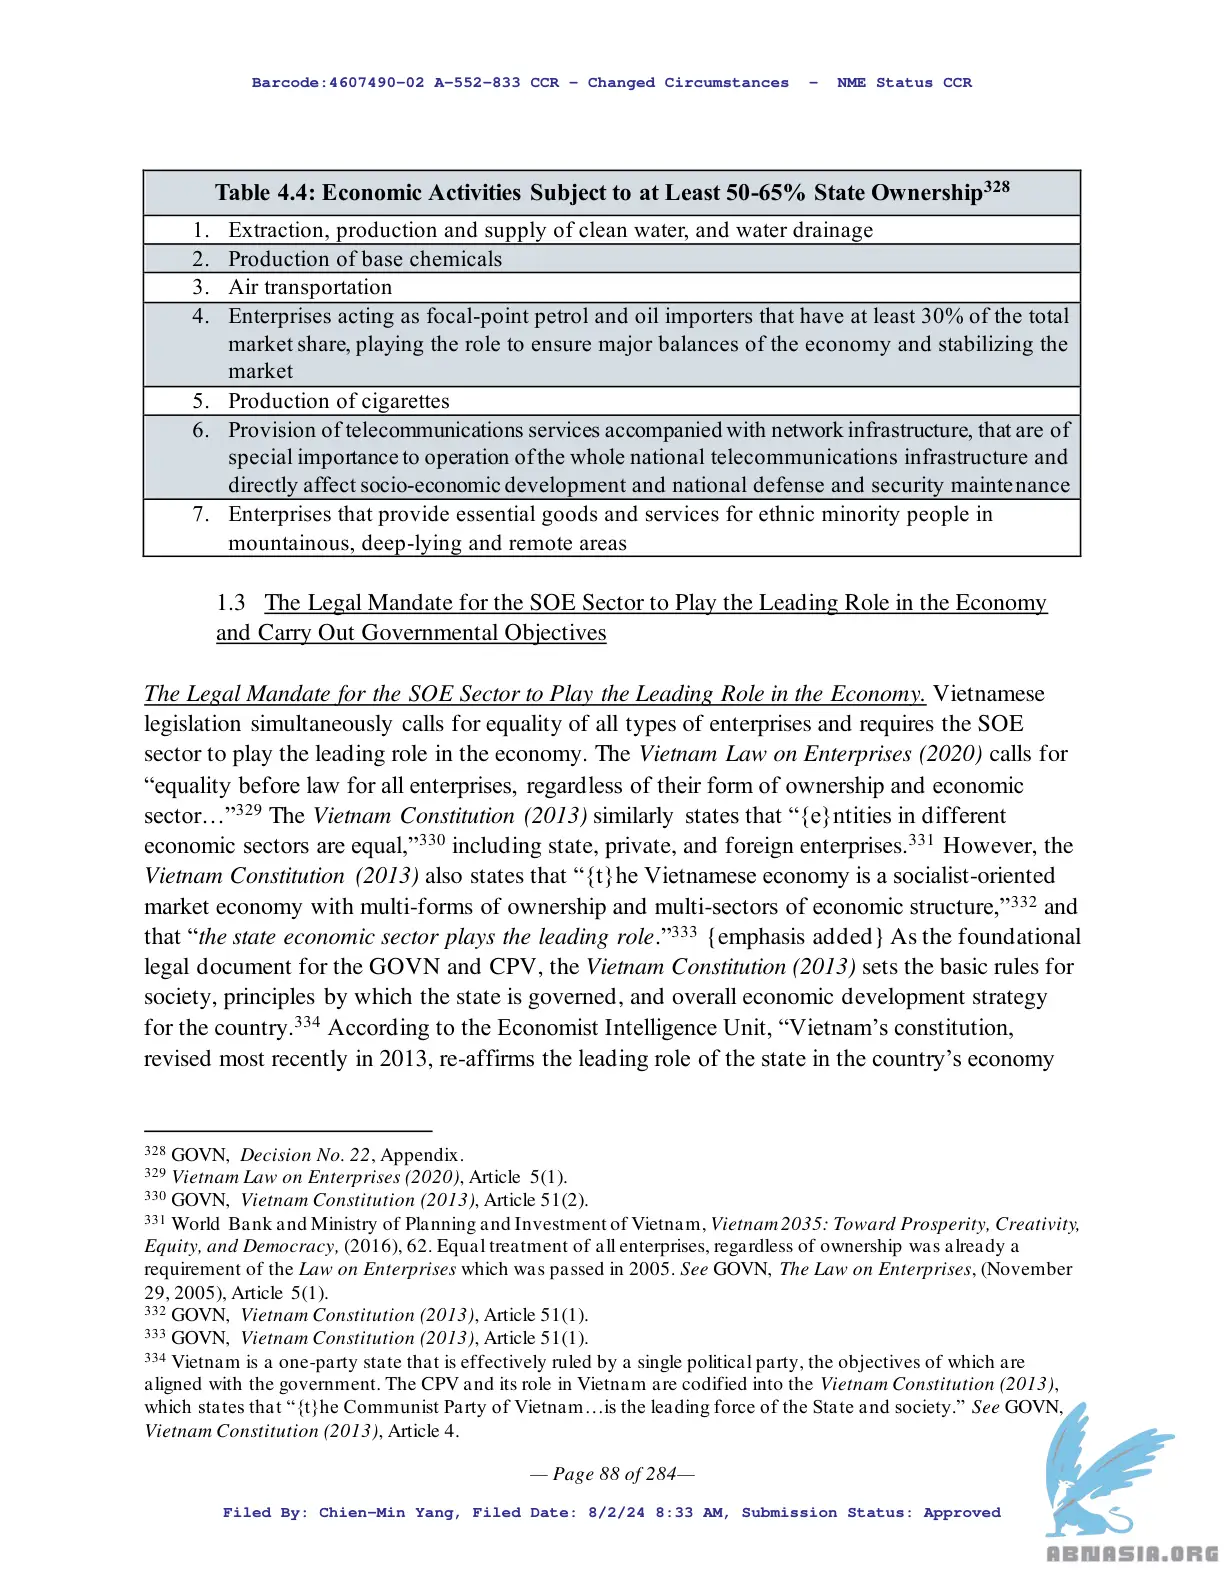 Barcode:4607490-02 A-552-833 CCR - Changed Circumstances - NME Status CCR
Table 4.4: Economic Activities Subject to at Least 50-65% State Ownership328
1. Extraction, production and supply of clean water, and water drainage
2. Production of base chemicals
3. Air transportation
4. Enterprises acting as focal-point petrol and oil importers that have at least 30% of the total
market share, playing the role to ensure major balances of the economy and stabilizing the
market
5. Production of cigarettes
6. Provision of telecommunications services accompanied with network infrastructure, that are of
special importance to operation of the whole national telecommunications infrastructure and
directly affect socio-economic development and national defense and security maintenance
7. Enterprises that provide essential goods and services for ethnic minority people in
mountainous, deep-lying and remote areas
1.3 The Legal Mandate for the SOE Sector to Play the Leading Role in the Economy
and Carry Out Governmental Objectives
The Legal Mandate for the SOE Sector to Play the Leading Role in the Economy. Vietnamese
legislation simultaneously calls for equality of all types of enterprises and requires the SOE
sector to play the leading role in the economy. The Vietnam Law on Enterprises (2020) calls for
“equality before law for all enterprises, regardless of their form of ownership and economic
sector…”329 The Vietnam Constitution (2013) similarly states that “{e}ntities in different
economic sectors are equal,”330 including state, private, and foreign enterprises.331 However, the
Vietnam Constitution (2013) also states that “{t}he Vietnamese economy is a socialist-oriented
market economy with multi-forms of ownership and multi-sectors of economic structure,”332 and
that “the state economic sector plays the leading role.”333 {emphasis added} As the foundational
legal document for the GOVN and CPV, the Vietnam Constitution (2013) sets the basic rules for
society, principles by which the state is governed, and overall economic development strategy
for the country.334 According to the Economist Intelligence Unit, “Vietnam’s constitution,
revised most recently in 2013, re-affirms the leading role of the state in the country’s economy
328 GOVN, Decision No. 22, Appendix.
329 Vietnam Law on Enterprises (2020), Article 5(1).
330 GOVN, Vietnam Constitution (2013), Article 51(2).
331 World Bank and Ministry of Planning and Investment of Vietnam, Vietnam 2035: Toward Prosperity, Creativity,
Equity, and Democracy, (2016), 62. Equal treatment of all enterprises, regardless of ownership was already a
requirement of the Law on Enterprises which was passed in 2005. See GOVN, The Law on Enterprises, (November
29, 2005), Article 5(1).
332 GOVN, Vietnam Constitution (2013), Article 51(1).
333 GOVN, Vietnam Constitution (2013), Article 51(1).
334 Vietnam is a one-party state that is effectively ruled by a single political party, the objectives of which are
aligned with the government. The CPV and its role in Vietnam are codified into the Vietnam Constitution (2013),
which states that “{t}he Communist Party of Vietnam…is the leading force of the State and society.” See GOVN,
Vietnam Constitution (2013), Article 4.
— Page 88 of 284—
Filed By: Chien-Min Yang, Filed Date: 8/2/24 8:33 AM, Submission Status: Approved
ABNASIA.ORG